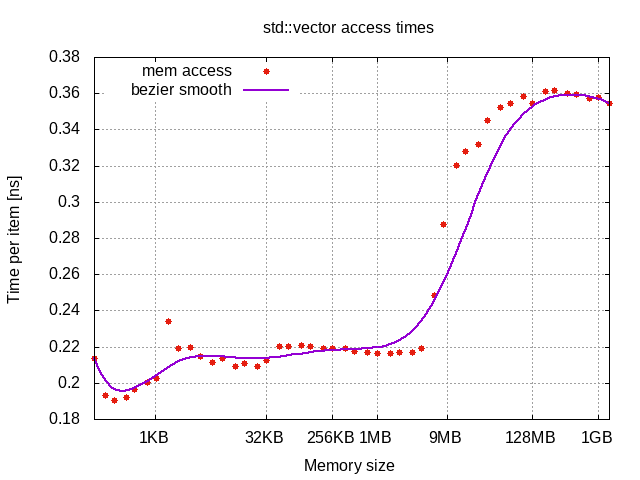 std::vector access times
mem access
bezier smooth
Time per item [ns]
0.38
0.36
0.34
0.32
0.3
0.28
0.26
0.24
0.22
0.2
0.18
1KB 32KB 256KB 1MB 9MB 128MB 1GB
Memory size